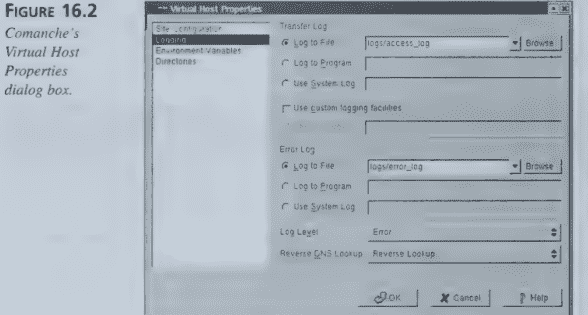 FIGURE 16.2
Comanche's
Virtual Host
Properties
dialog box.
Virtual Host Properties
Site Configuration
Logging
Environment Variables
Directories
Transfer Log
Log to File
logs/access_log
Browse
Log to Program
Use System Log
Use custom logging facilities
Error Log
Log to File
logs/error_log
Browse
Log to Program
Use System Log
Log Level
Error
Reverse DNS Lookup
Reverse Lookup
OK
Cancel
Help